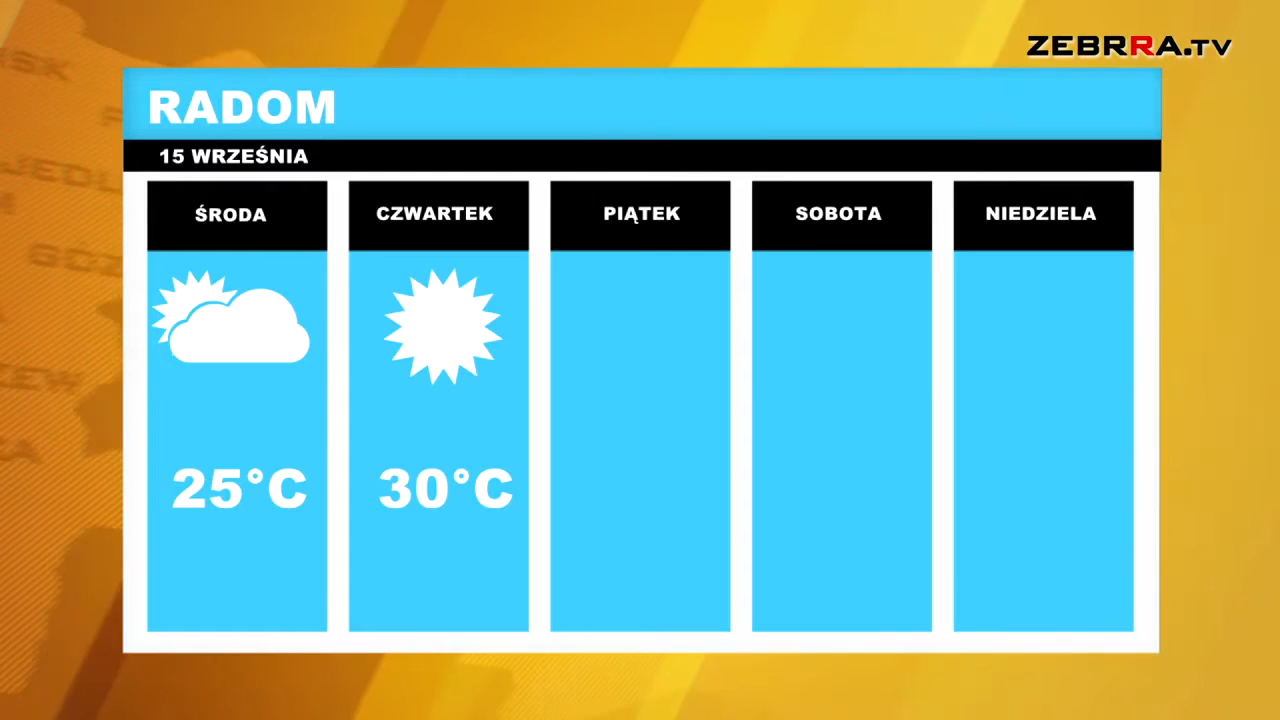 ZEBRRA.TV
RADOM
15 WRZEŚNIA
ŚRODA
CZWARTEK
PIĄTEK
SOBOTA
NIEDZIELA
25°C
30°C